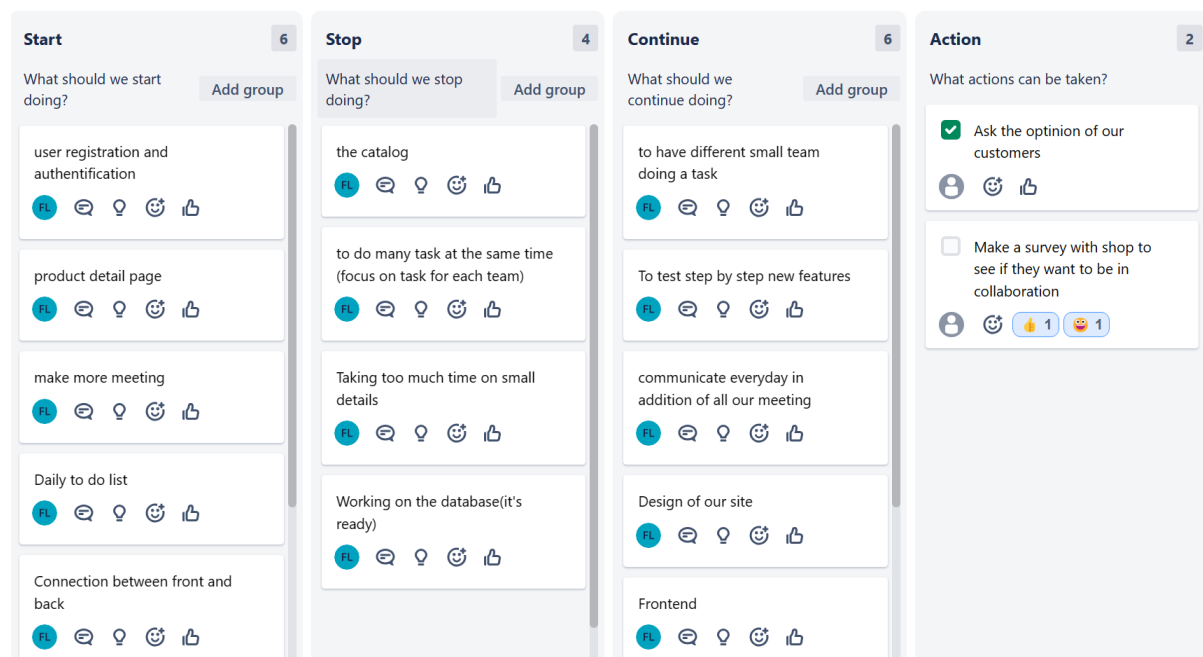 Start 6
What should we start
doing?
Add group
user registration and
authentification
FL
product detail page
FL
make more meeting
FL
Daily to do list
FL
Connection between front and
back
FL
Stop 4
What should we stop
doing?
Add group
the catalog
FL
to do many task at the same time
(focus on task for each team)
FL
Taking too much time on small
details
FL
Working on the database(it's
ready)
FL
Continue 6
What should we
continue doing?
Add group
to have different small team
doing a task
FL
To test step by step new features
FL
communicate everyday in
addition of all our meeting
FL
Design of our site
FL
Frontend
FL
Action 2
What actions can be taken?
Ask the optinion of our
customers
Make a survey with shop to
see if they want to be in
collaboration
1 1